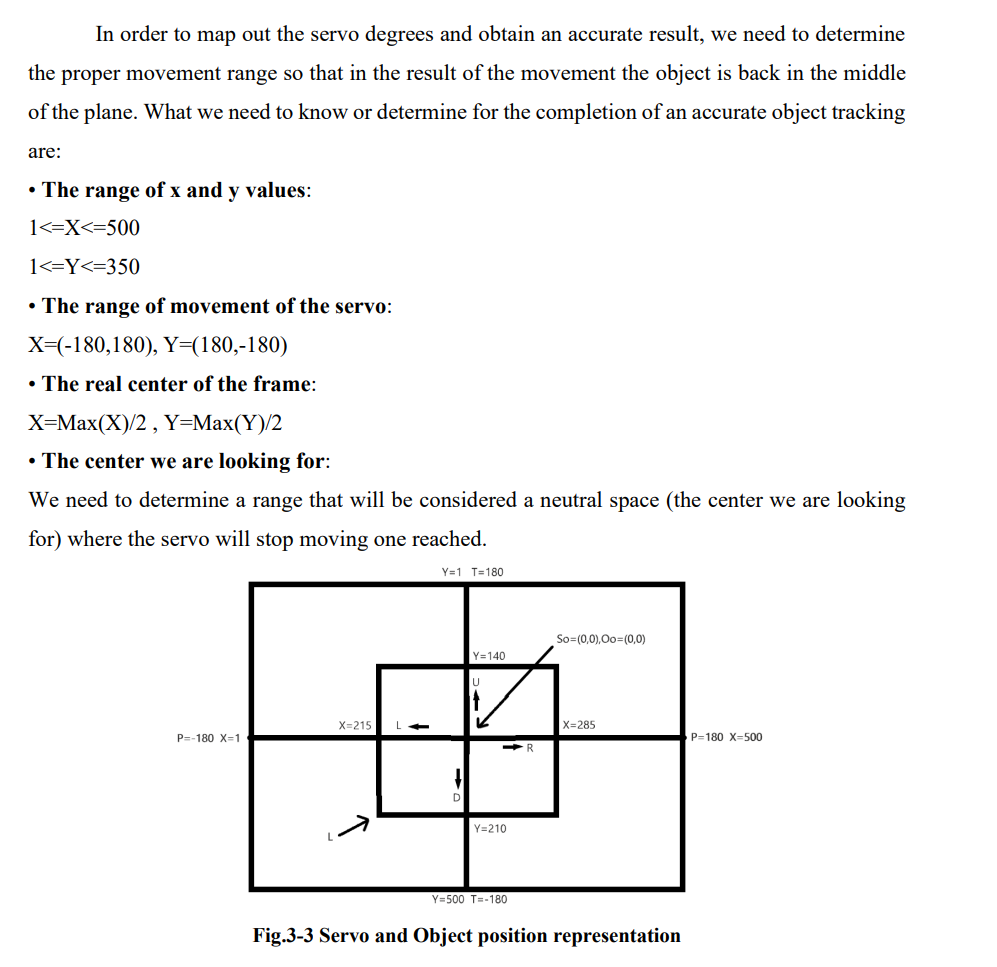 In order to map out the servo degrees and obtain an accurate result, we need to determine
the proper movement range so that in the result of the movement the object is back in the middle
of the plane. What we need to know or determine for the completion of an accurate object tracking
are:
• The range of x and y values:
1<=X<=500
1<=Y<=350
• The range of movement of the servo:
X=(-180,180), Y=(180,-180)
• The real center of the frame:
X=Max(X)/2 , Y=Max(Y)/2
• The center we are looking for:
We need to determine a range that will be considered a neutral space (the center we are looking
for) where the servo will stop moving one reached.
Y=1 T=180
So=(0,0),Oo=(0,0)
Y=140
U
X=215 L X=285
P=-180 X=1 P=180 X=500
R
D
Y=210
L
Y=500 T=-180
Fig.3-3 Servo and Object position representation